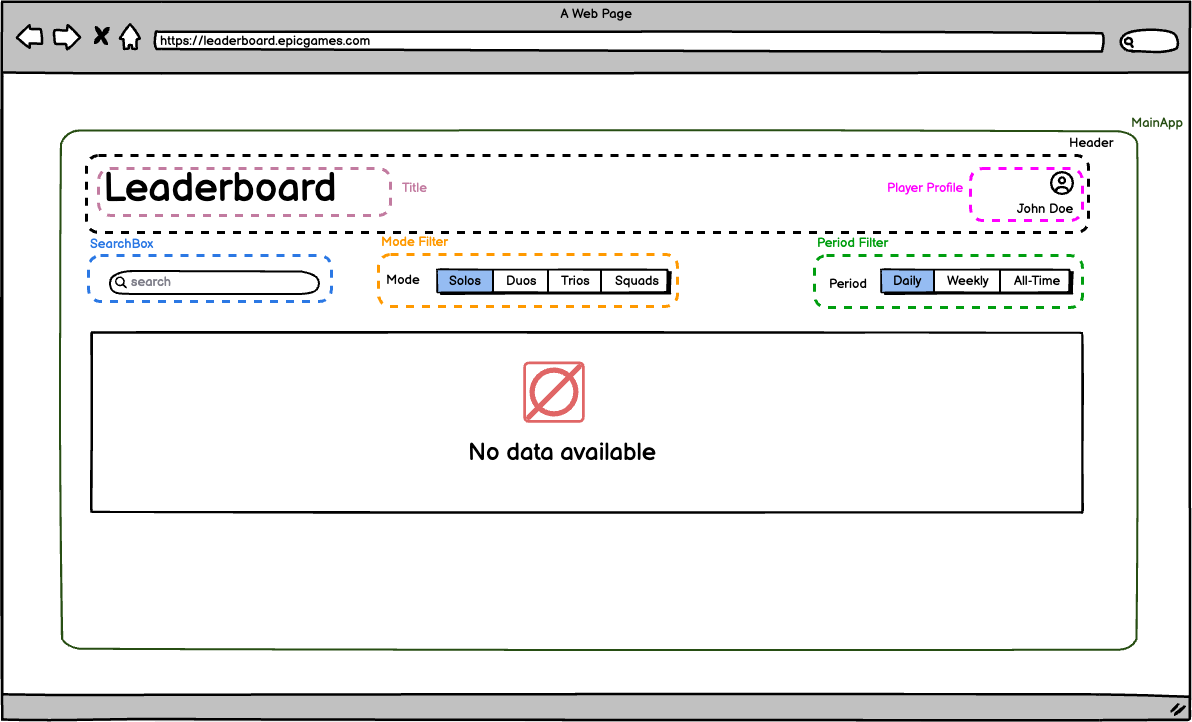 A Web Page
https://leaderboard.epicgames.com
MainApp
Header
Leaderboard
Title
Player Profile
John Doe
SearchBox
Mode Filter
Period Filter
search
Mode
Solos
Duos
Trios
Squads
Period
Daily
Weekly
All-Time
No data available